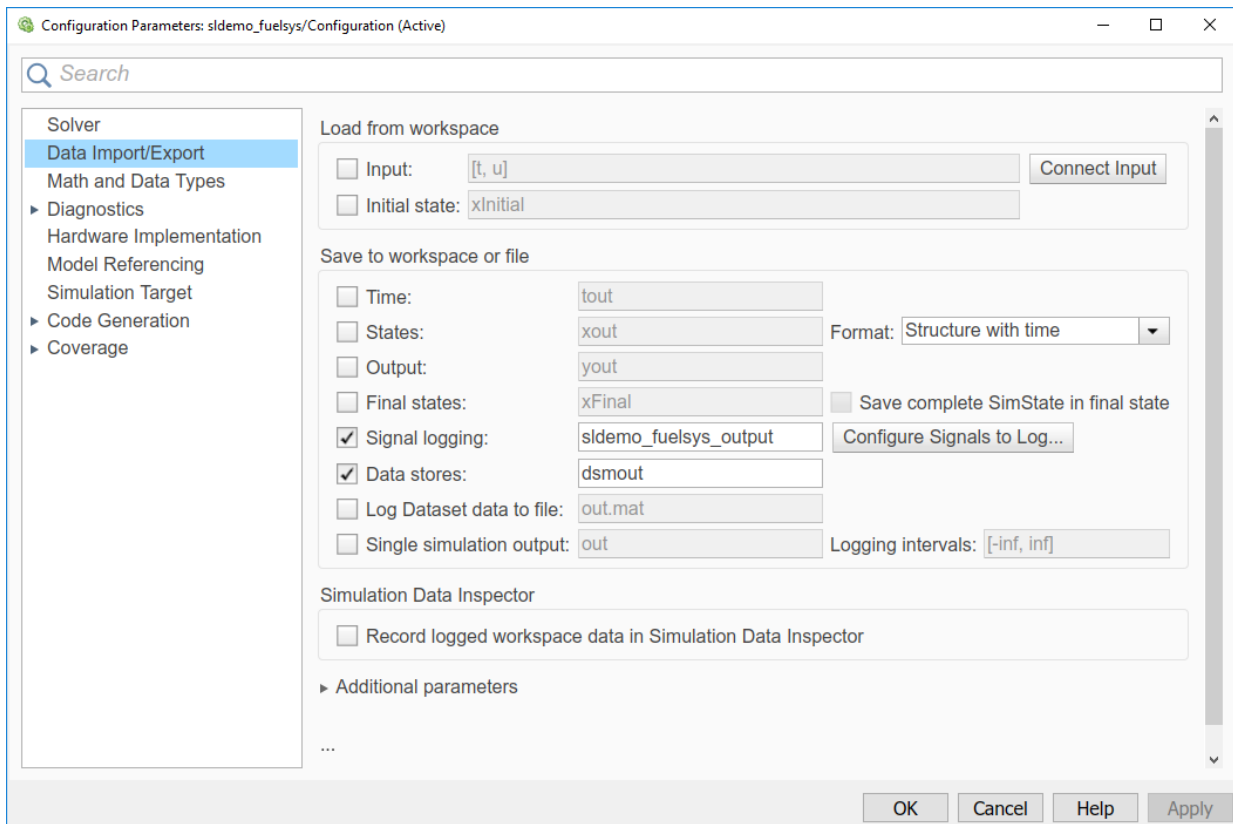 Configuration Parameters: sldemo_fuelsys/Configuration (Active)
Search
Solver
Data Import/Export
Math and Data Types
Diagnostics
Hardware Implementation
Model Referencing
Simulation Target
Code Generation
Coverage
Load from workspace
Input: [t, u] Connect Input
Initial state: xInitial
Save to workspace or file
Time: tout
States: xout Format: Structure with time
Output: yout
Final states: xFinal Save complete SimState in final state
Signal logging: sldemo_fuelsys_output Configure Signals to Log...
Data stores: dsmout
Log Dataset data to file: out.mat
Single simulation output: out Logging intervals: [-inf, inf]
Simulation Data Inspector
Record logged workspace data in Simulation Data Inspector
Additional parameters
...
OK Cancel Help Apply